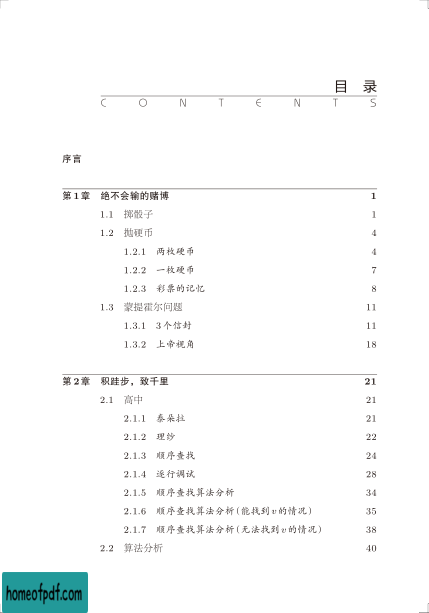 目 录
CONTENTS
序言
第1章 绝不会输的赌博 1
1.1 掷骰子 1
1.2 抛硬币 4
1.2.1 两枚硬币 4
1.2.2 一枚硬币 7
1.2.3 彩票的记忆 8
1.3 蒙提霍尔问题 11
1.3.1 3个信封 11
1.3.2 上帝视角 18
第2章 积跬步，致千里 21
2.1 高中 21
2.1.1 泰朵拉 21
2.1.2 理纱 22
2.1.3 顺序查找 24
2.1.4 逐行调试 28
2.1.5 顺序查找算法分析 34
2.1.6 顺序查找算法分析(能找到v的情况) 35
2.1.7 顺序查找算法分析(无法找到v的情况) 38
2.2 算法分析 40
homeofpdf.com